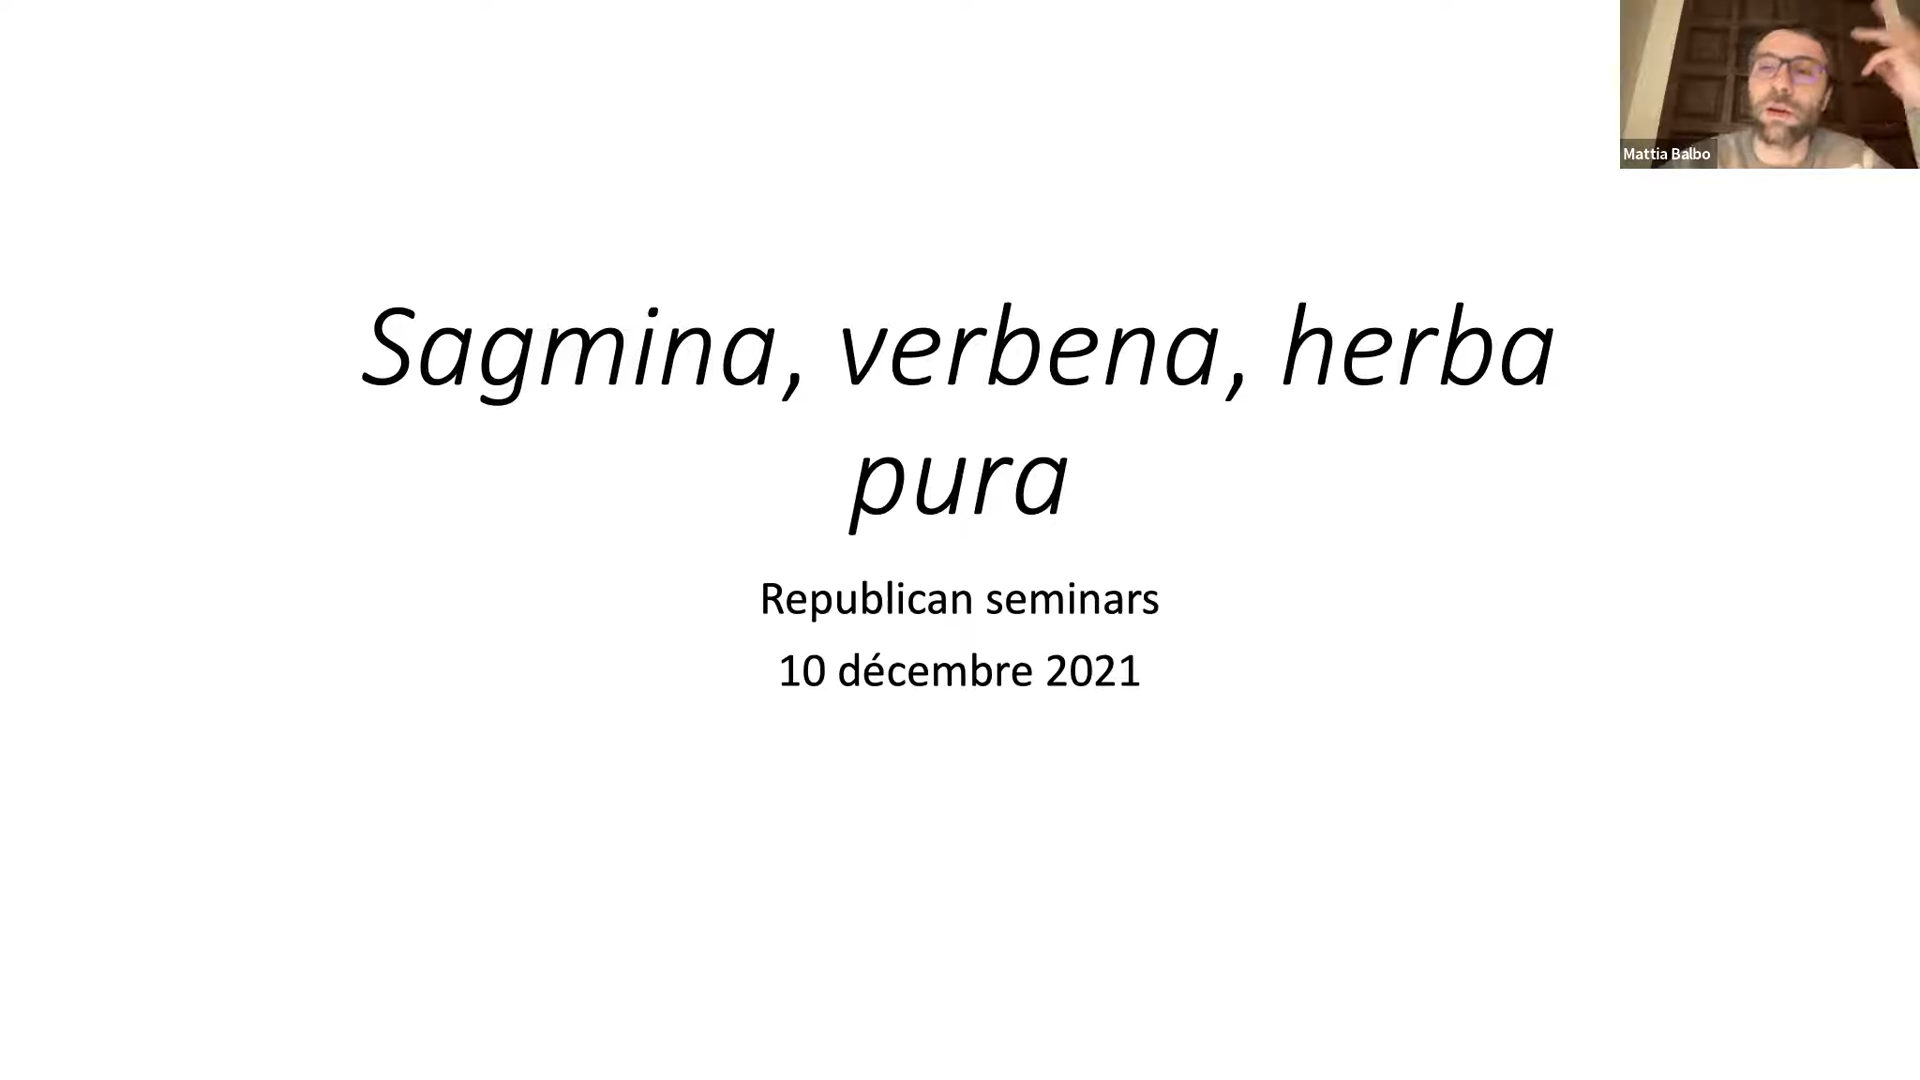 Mattia Balbo
Sagmina, verbena, herba
pura
Republican seminars
10 décembre 2021